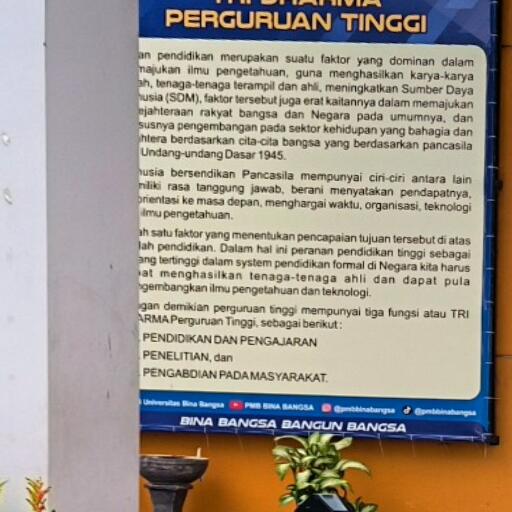 TRI DHARMA
PERGURUAN TINGGI
an pendidikan merupakan suatu faktor yang dominan dalam
majukan ilmu pengetahuan, guna menghasilkan karya-karya
ah, tenaga-tenaga terampil dan ahli, meningkatkan Sumber Daya
nusia (SDM), faktor tersebut juga erat kaitannya dalam memajukan
ejahteraan rakyat bangsa dan Negara pada umumnya, dan
ususnya pengembangan pada sektor kehidupan yang bahagia dan
ahtera berdasarkan cita-cita bangsa yang berdasarkan pancasila
Undang-undang Dasar 1945.
nusia bersendikan Pancasila mempunyai ciri-ciri antara lain
miliki rasa tanggung jawab, berani menyatakan pendapatnya,
orientasi ke masa depan, menghargai waktu, organisasi, teknologi
ilmu pengetahuan.
ah satu faktor yang menentukan pencapaian tujuan tersebut di atas
lah pendidikan. Dalam hal ini peranan pendidikan tinggi sebagai
ang tertinggi dalam system pendidikan formal di Negara kita harus
at menghasilkan tenaga-tenaga ahli dan dapat pula
ngembangkan ilmu pengetahuan dan teknologi.
gan demikian perguruan tinggi mempunyai tiga fungsi atau TRI
ARMA Perguruan Tinggi, sebagai berikut :
PENDIDIKAN DAN PENGAJARAN
PENELITIAN, dan
PENGABDIAN PADA MASYARAKAT.
Universitas Bina Bangsa PMB BINA BANGSA @pmbbinabangsa @pmbbinabangsa
BINA BANGSA BANGUN BANGSA